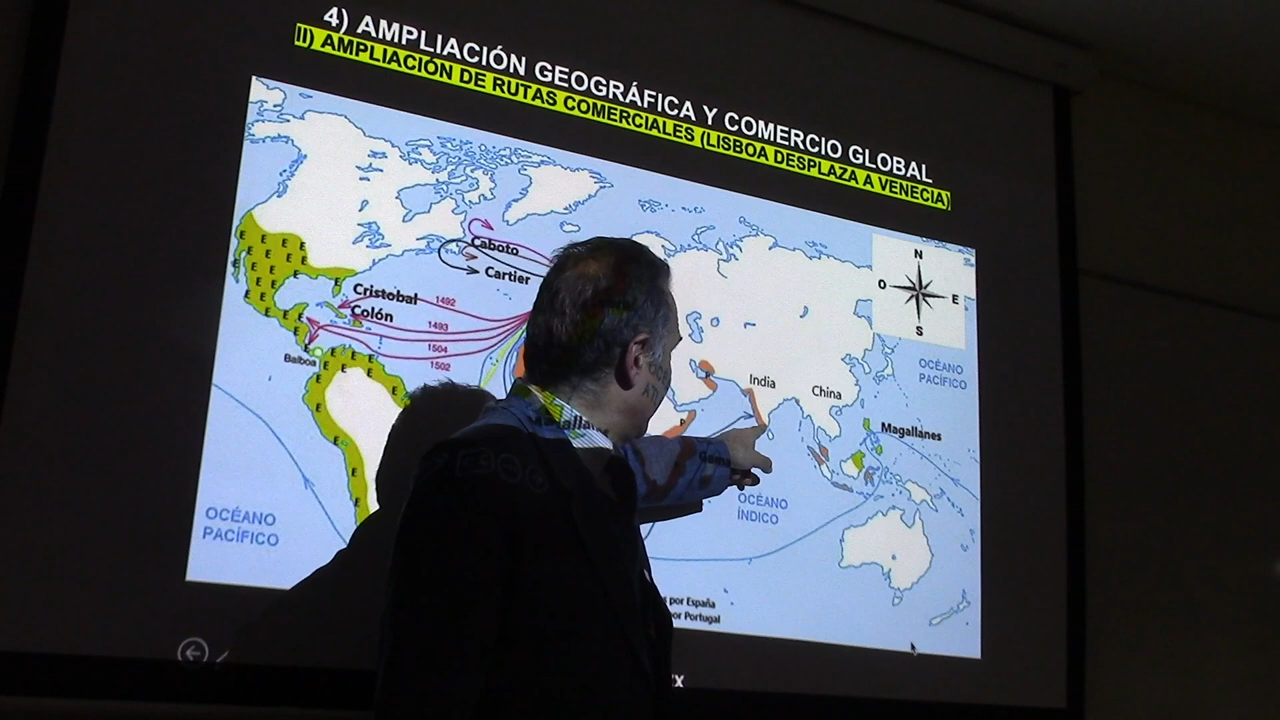 4) AMPLIACIÓN GEOGRÁFICA Y COMERCIO GLOBAL
II) AMPLIACIÓN DE RUTAS COMERCIALES (LISBOA DESPLAZA A VENECIA)
N
O
E
S
Caboto
Cartier
Cristobal
Colón
1492
1493
1504
1502
Balboa
E E E E
E E E E
E E E
E E
E E E
E
E
E
E E E E
E
E
E
E
E
E
E
India
China
OCÉANO
PACÍFICO
Magallanes
P
Magallanes
OCÉANO
ÍNDICO
OCÉANO
PACÍFICO
por España
por Portugal